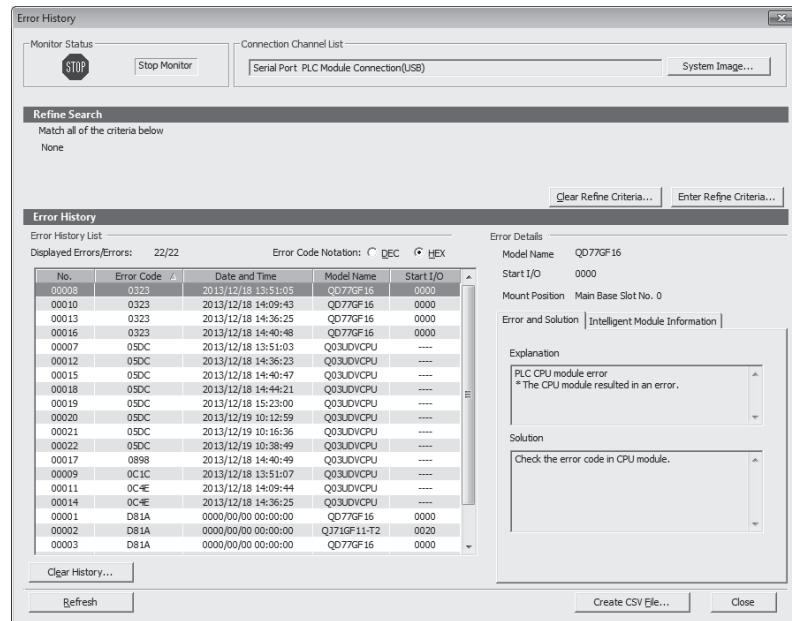 Error History
Monitor Status
STOP
Stop Monitor
Connection Channel List
Serial Port PLC Module Connection(USB)
System Image...
Refine Search
Match all of the criteria below
None
Clear Refine Criteria...
Enter Refine Criteria...
Error History
Error History List
Displayed Errors/Errors: 22/22
Error Code Notation: DEC HEX
No. Error Code Date and Time Model Name Start I/O
00008 0323 2013/12/18 13:51:05 QD77GF16 0000
00010 0323 2013/12/18 14:09:43 QD77GF16 0000
00013 0323 2013/12/18 14:36:25 QD77GF16 0000
00016 0323 2013/12/18 14:40:48 QD77GF16 0000
00007 05DC 2013/12/18 13:51:03 Q03UDVCPU ----
00012 05DC 2013/12/18 14:36:23 Q03UDVCPU ----
00015 05DC 2013/12/18 14:40:47 Q03UDVCPU ----
00018 05DC 2013/12/18 14:44:21 Q03UDVCPU ----
00019 05DC 2013/12/18 15:23:00 Q03UDVCPU ----
00020 05DC 2013/12/19 10:12:59 Q03UDVCPU ----
00021 05DC 2013/12/19 10:16:36 Q03UDVCPU ----
00022 05DC 2013/12/19 10:38:49 Q03UDVCPU ----
00017 0898 2013/12/18 14:40:49 Q03UDVCPU ----
00009 0C1C 2013/12/18 13:51:07 Q03UDVCPU ----
00011 0C4E 2013/12/18 14:09:44 Q03UDVCPU ----
00014 0C4E 2013/12/18 14:36:25 Q03UDVCPU ----
00001 D81A 0000/00/00 00:00:00 QD77GF16 0000
00002 D81A 0000/00/00 00:00:00 QJ71GF11-T2 0020
00003 D81A 0000/00/00 00:00:00 QD77GF16 0000
Clear History...
Error Details
Model Name QD77GF16
Start I/O 0000
Mount Position Main Base Slot No. 0
Error and Solution
Intelligent Module Information
Explanation
PLC CPU module error
* The CPU module resulted in an error.
Solution
Check the error code in CPU module.
Refresh
Create CSV File...
Close